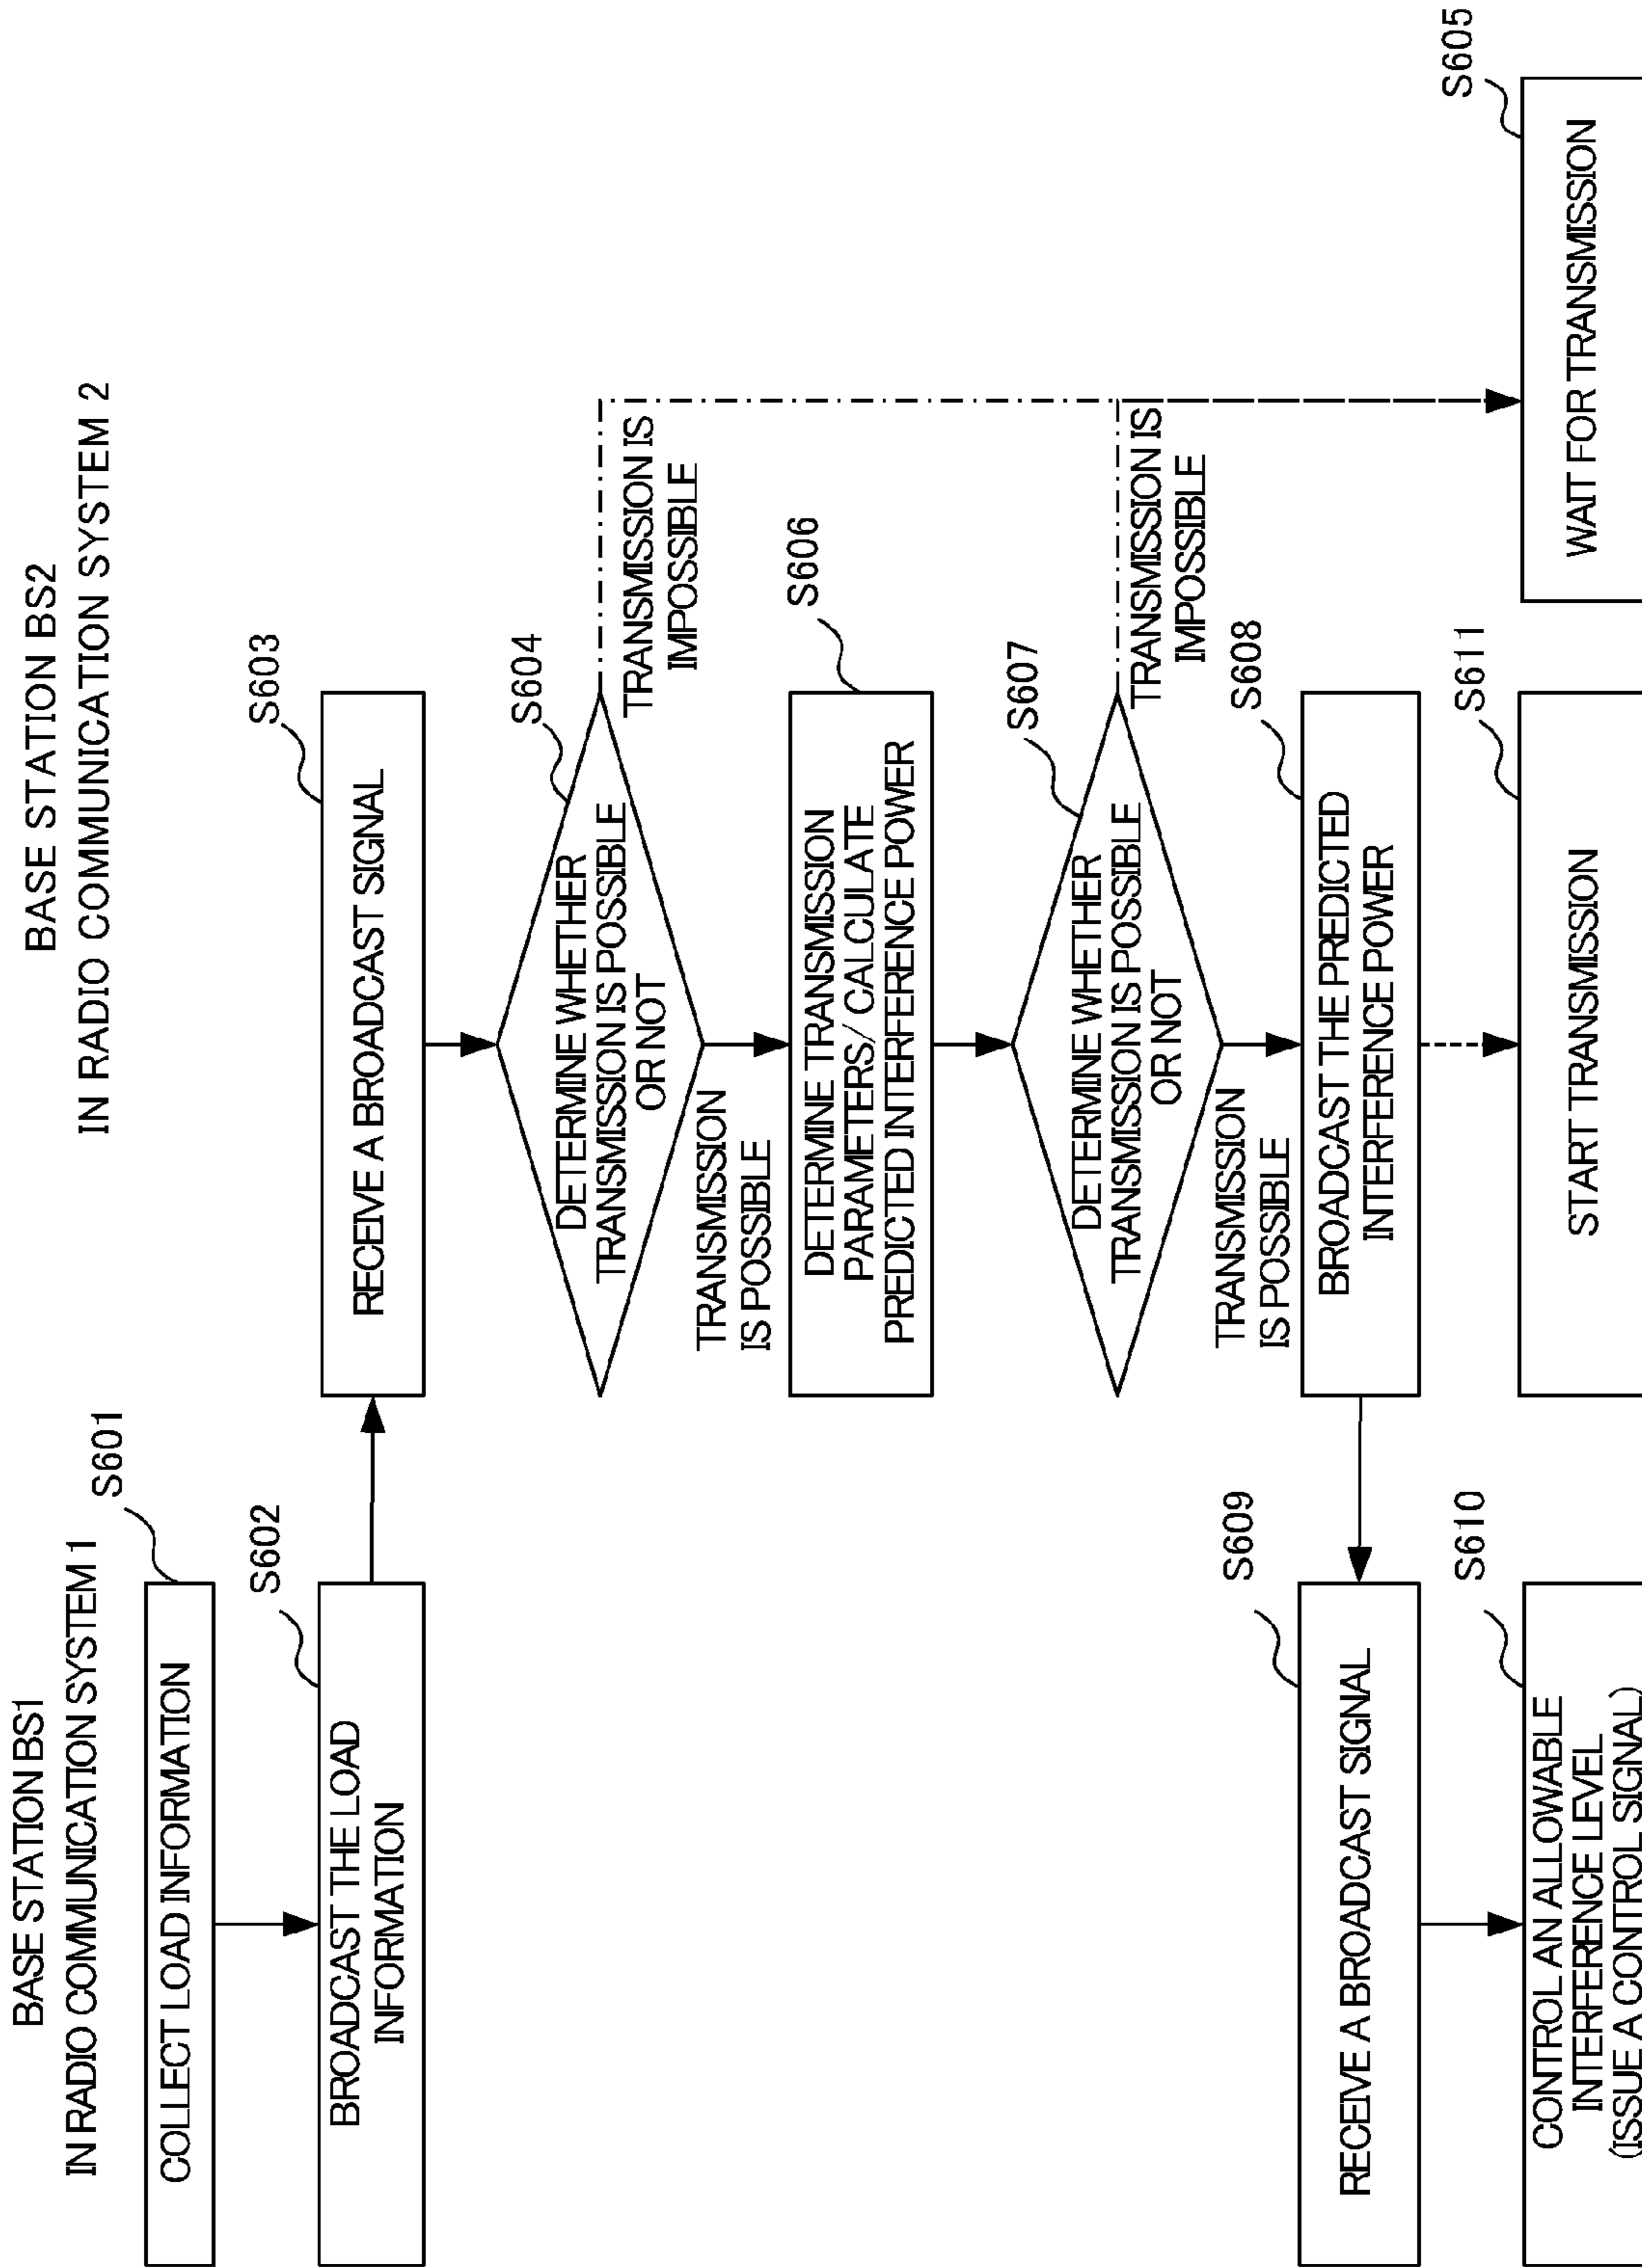 BASE STATION BS1
IN RADIO COMMUNICATION SYSTEM 1
S601
COLLECT LOAD INFORMATION
S602
BROADCAST THE LOAD
INFORMATION
BASE STATION BS2
IN RADIO COMMUNICATION SYSTEM 2
S603
RECEIVE A BROADCAST SIGNAL
S604
DETERMINE WHETHER
TRANSMISSION IS POSSIBLE
OR NOT
TRANSMISSION IS
IMPOSSIBLE
TRANSMISSION
IS POSSIBLE
S606
DETERMINE TRANSMISSION
PARAMETERS/ CALCULATE
PREDICTED INTERFERENCE POWER
S607
DETERMINE WHETHER
TRANSMISSION IS POSSIBLE
OR NOT
TRANSMISSION IS
IMPOSSIBLE
TRANSMISSION
IS POSSIBLE
S608
BROADCAST THE PREDICTED
INTERFERENCE POWER
S609
RECEIVE A BROADCAST SIGNAL
S610
CONTROL AN ALLOWABLE
INTERFERENCE LEVEL
(ISSUE A CONTROL SIGNAL)
S611
START TRANSMISSION
S605
WAIT FOR TRANSMISSION